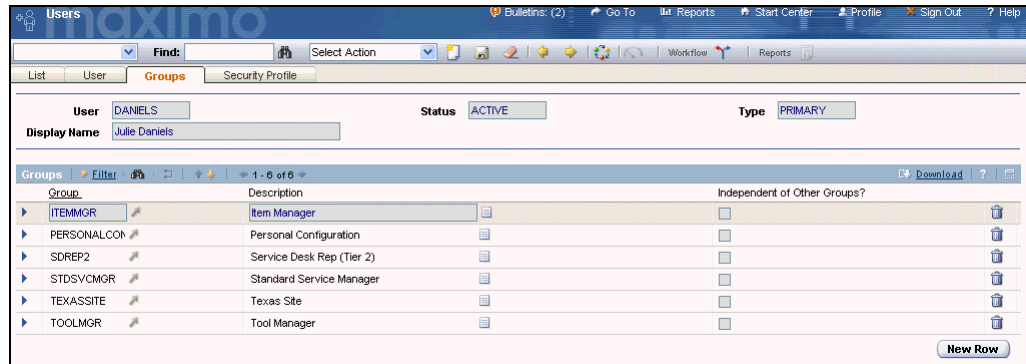 Users
maximo
Bulletins: (2) Go To Reports Start Center Profile Sign Out ? Help
Find: Select Action Workflow Reports
List User Groups Security Profile
User DANIELS Status ACTIVE Type PRIMARY
Display Name Julie Daniels
Groups Filter 1 - 6 of 6 Download ?
Group Description Independent of Other Groups?
ITEMMGR Item Manager
PERSONALCON Personal Configuration
SDREP2 Service Desk Rep (Tier 2)
STDSVCMGR Standard Service Manager
TEXASSITE Texas Site
TOOLMGR Tool Manager
New Row